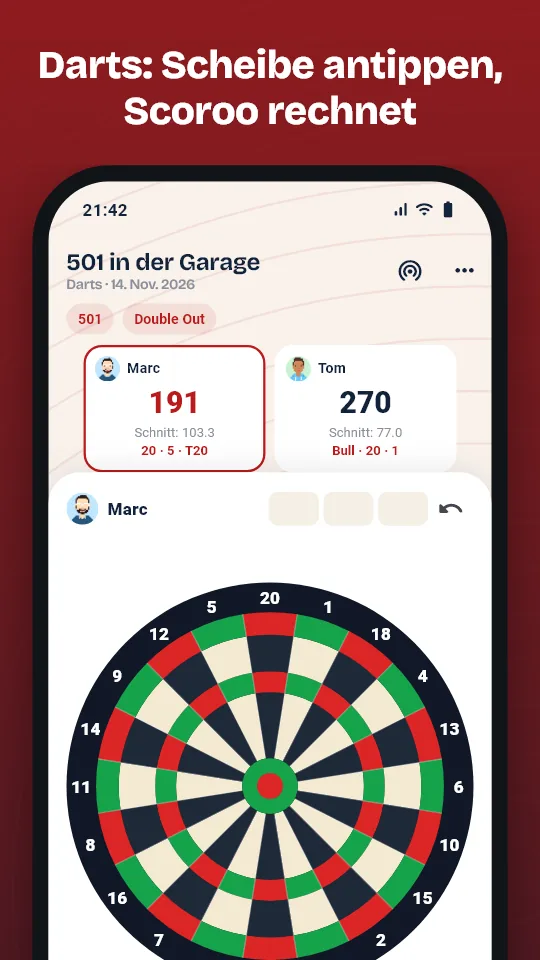 Darts: Scheibe antippen,
Scoroo rechnet
21:42
501 in der Garage
Darts · 14. Nov. 2026
501
Double Out
Marc
191
Schnitt: 103.3
20 · 5 · T20
Tom
270
Schnitt: 77.0
Bull · 20 · 1
Marc
20
5
1
12
18
9
4
14
13
11
6
8
10
16
15
7
2